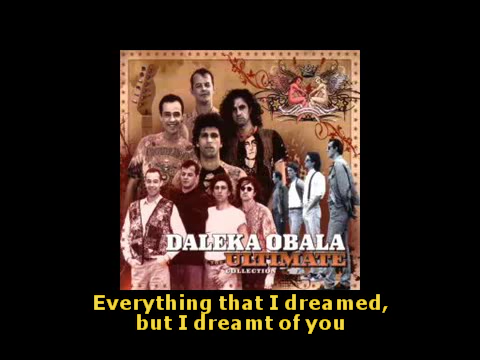 DALEKA OBALA
ULTIMATE
COLLECTION
Everything that I dreamed,
but I dreamt of you